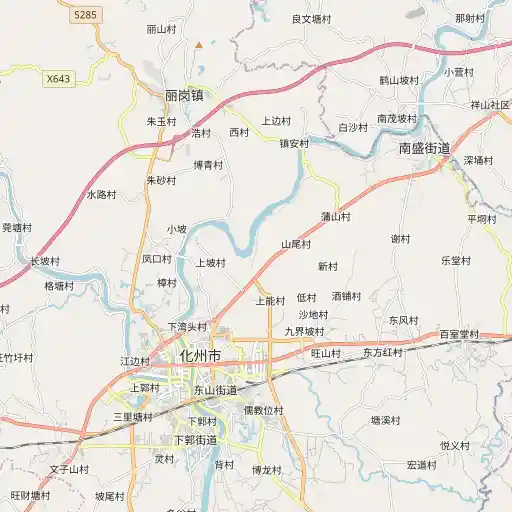 S285
良文塘村
那射村
丽山村
X643
鹤山坡村
小营村
丽岗镇
祥山社区
朱玉村
上边村
南茂坡村
浩村
西村
白沙村
镇安村
南盛街道
博青村
深埇村
朱砂村
水路村
蒲山村
平垌村
莞塘村
小坡
谢村
山尾村
长坡村
凤口村
上坡村
新村
乐堂村
格塘村
樟村
上能村
低村
酒铺村
沙地村
东风村
下湾头村
九界坡村
百室堂村
化州市
旺竹圩村
江边村
旺山村
东方红村
上郭村
东山街道
儒教位村
三里塘村
下郭村
塘溪村
下郭街道
悦义村
灵村
文子山村
背村
博龙村
宏道村
旺财塘村
坡尾村